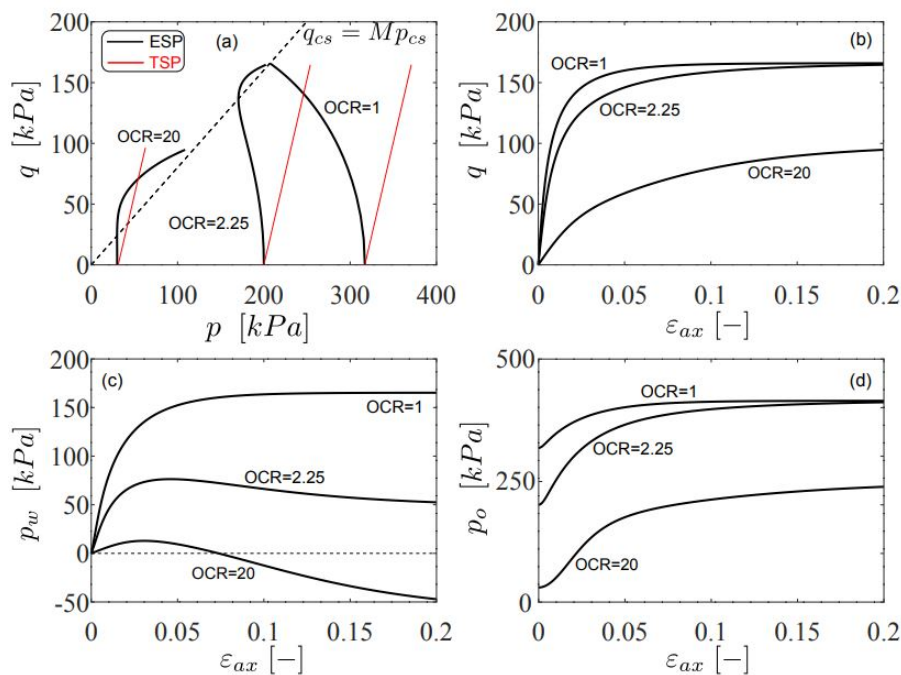 200
150
100
50
0
q [kPa]
ESP
TSP
(a)
q_cs = Mp_cs
OCR=20
OCR=1
OCR=2.25
0 100 200 300 400
p [kPa]
200
150
100
50
0
q [kPa]
(b)
OCR=1
OCR=2.25
OCR=20
0 0.05 0.1 0.15 0.2
ε_ax [−]
200
150
100
50
0
-50
p_w [kPa]
(c)
OCR=1
OCR=2.25
OCR=20
0 0.05 0.1 0.15 0.2
ε_ax [−]
500
250
0
p_o [kPa]
(d)
OCR=1
OCR=2.25
OCR=20
0 0.05 0.1 0.15 0.2
ε_ax [−]